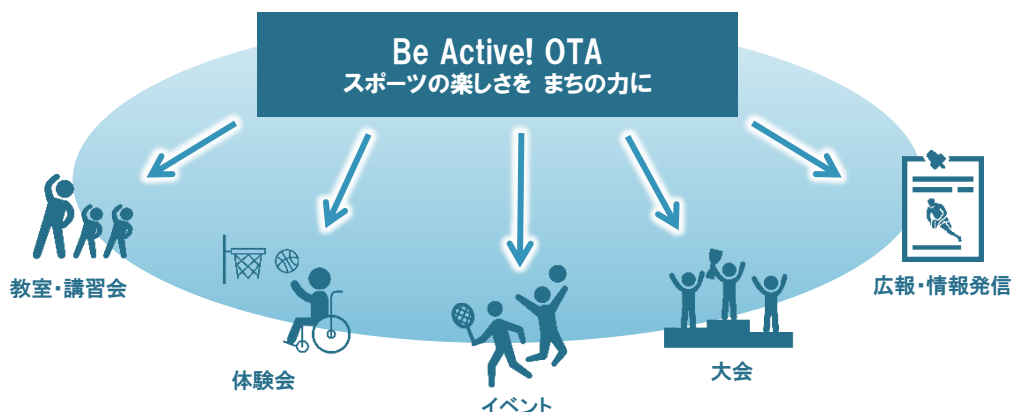 Be Active! OTA
スポーツの楽しさを まちの力に
教室・講習会
体験会
イベント
大会
広報・情報発信